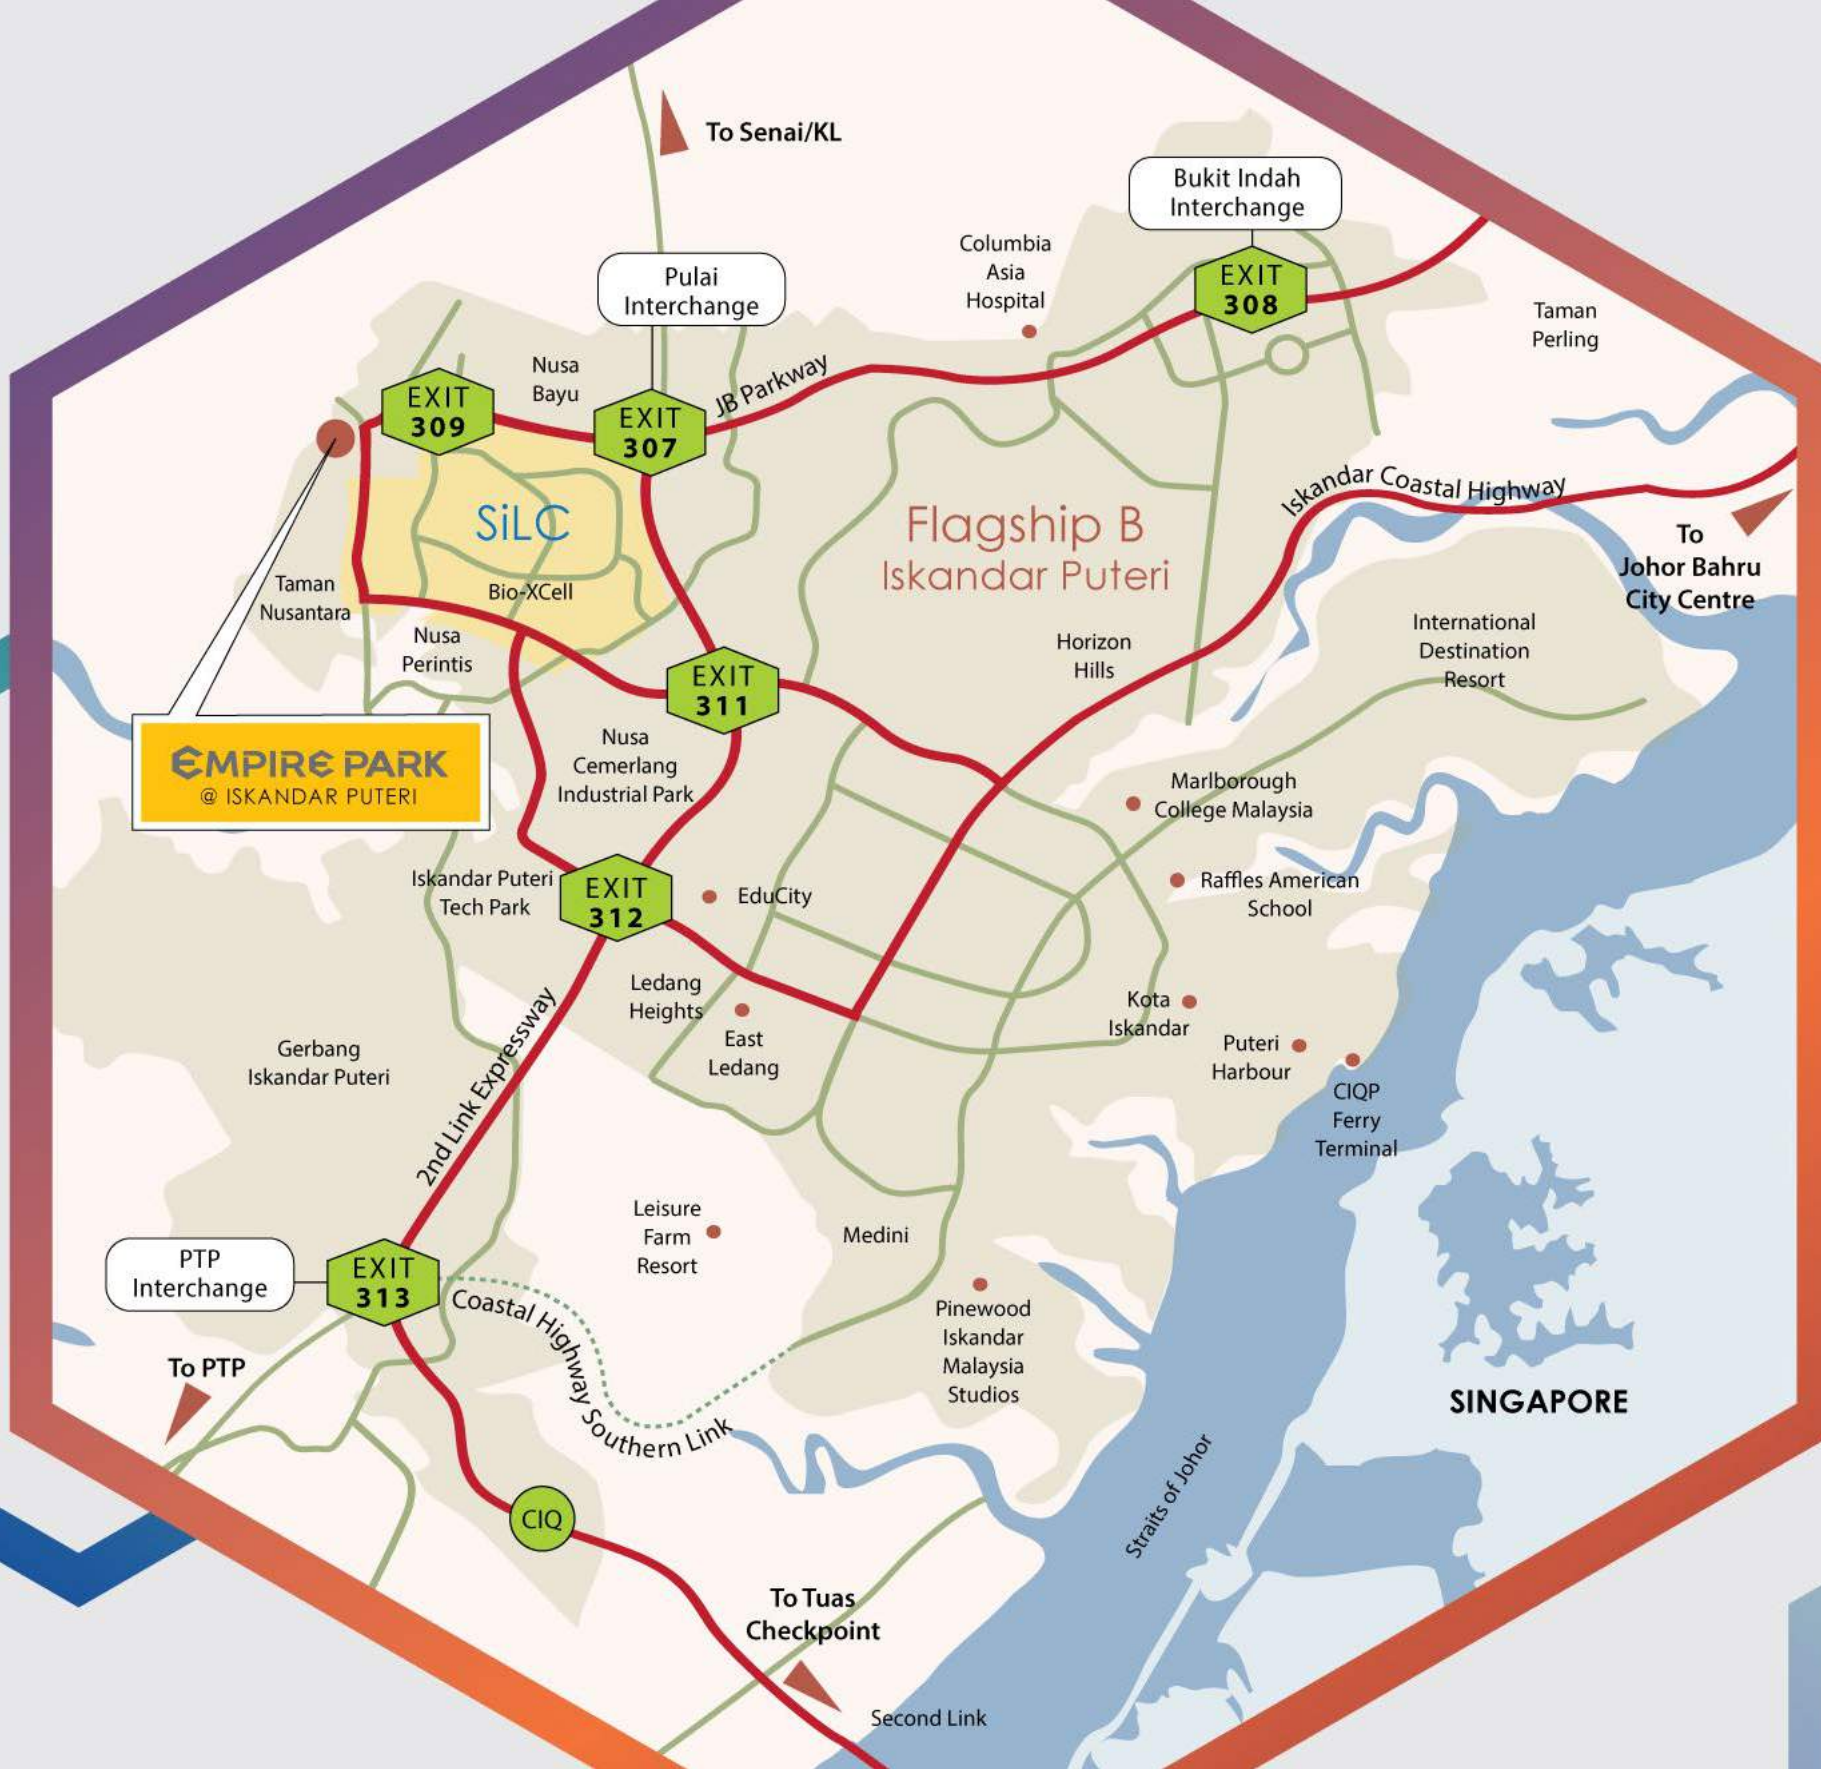 To Senai/KL
Bukit Indah
Interchange
EXIT
308
Columbia
Asia
Hospital
Pulai
Interchange
Taman
Perling
Nusa
Bayu
JB Parkway
EXIT
309
EXIT
307
Iskandar Coastal Highway
SiLC
Bio-XCell
Flagship B
Iskandar Puteri
To
Johor Bahru
City Centre
Taman
Nusantara
Nusa
Perintis
International
Destination
Resort
Horizon
Hills
EXIT
311
EMPIRE PARK
@ ISKANDAR PUTERI
Nusa
Cemerlang
Industrial Park
Marlborough
College Malaysia
Iskandar Puteri
Tech Park
EXIT
312
EduCity
Raffles American
School
Ledang
Heights
East
Ledang
Kota
Iskandar
Puteri
Harbour
CIQP
Ferry
Terminal
Gerbang
Iskandar Puteri
2nd Link Expressway
Leisure
Farm
Resort
Medini
PTP
Interchange
EXIT
313
Coastal Highway Southern Link
Pinewood
Iskandar
Malaysia
Studios
To PTP
SINGAPORE
Straits of Johor
CIQ
To Tuas
Checkpoint
Second Link